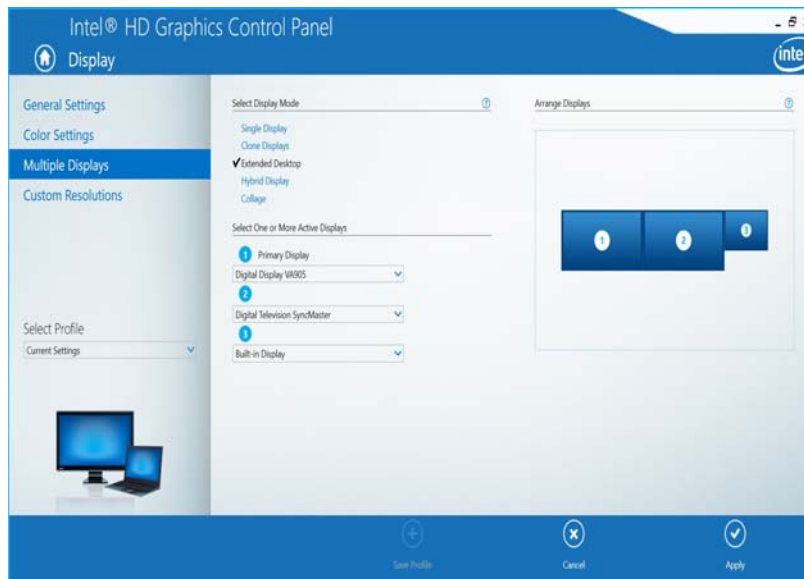 Intel® HD Graphics Control Panel
Display
inte
General Settings
Color Settings
Multiple Displays
Custom Resolutions
Select Profile
Current Settings
Select Display Mode
Single Display
Clone Displays
Extended Desktop
Hybrid Display
Collage
Select One or More Active Displays
1 Primary Display
Digital Display VA905
2
Digital Television SyncMaster
3
Built-in Display
Arrange Displays
1 2 3
Save Profile
Cancel
Apply